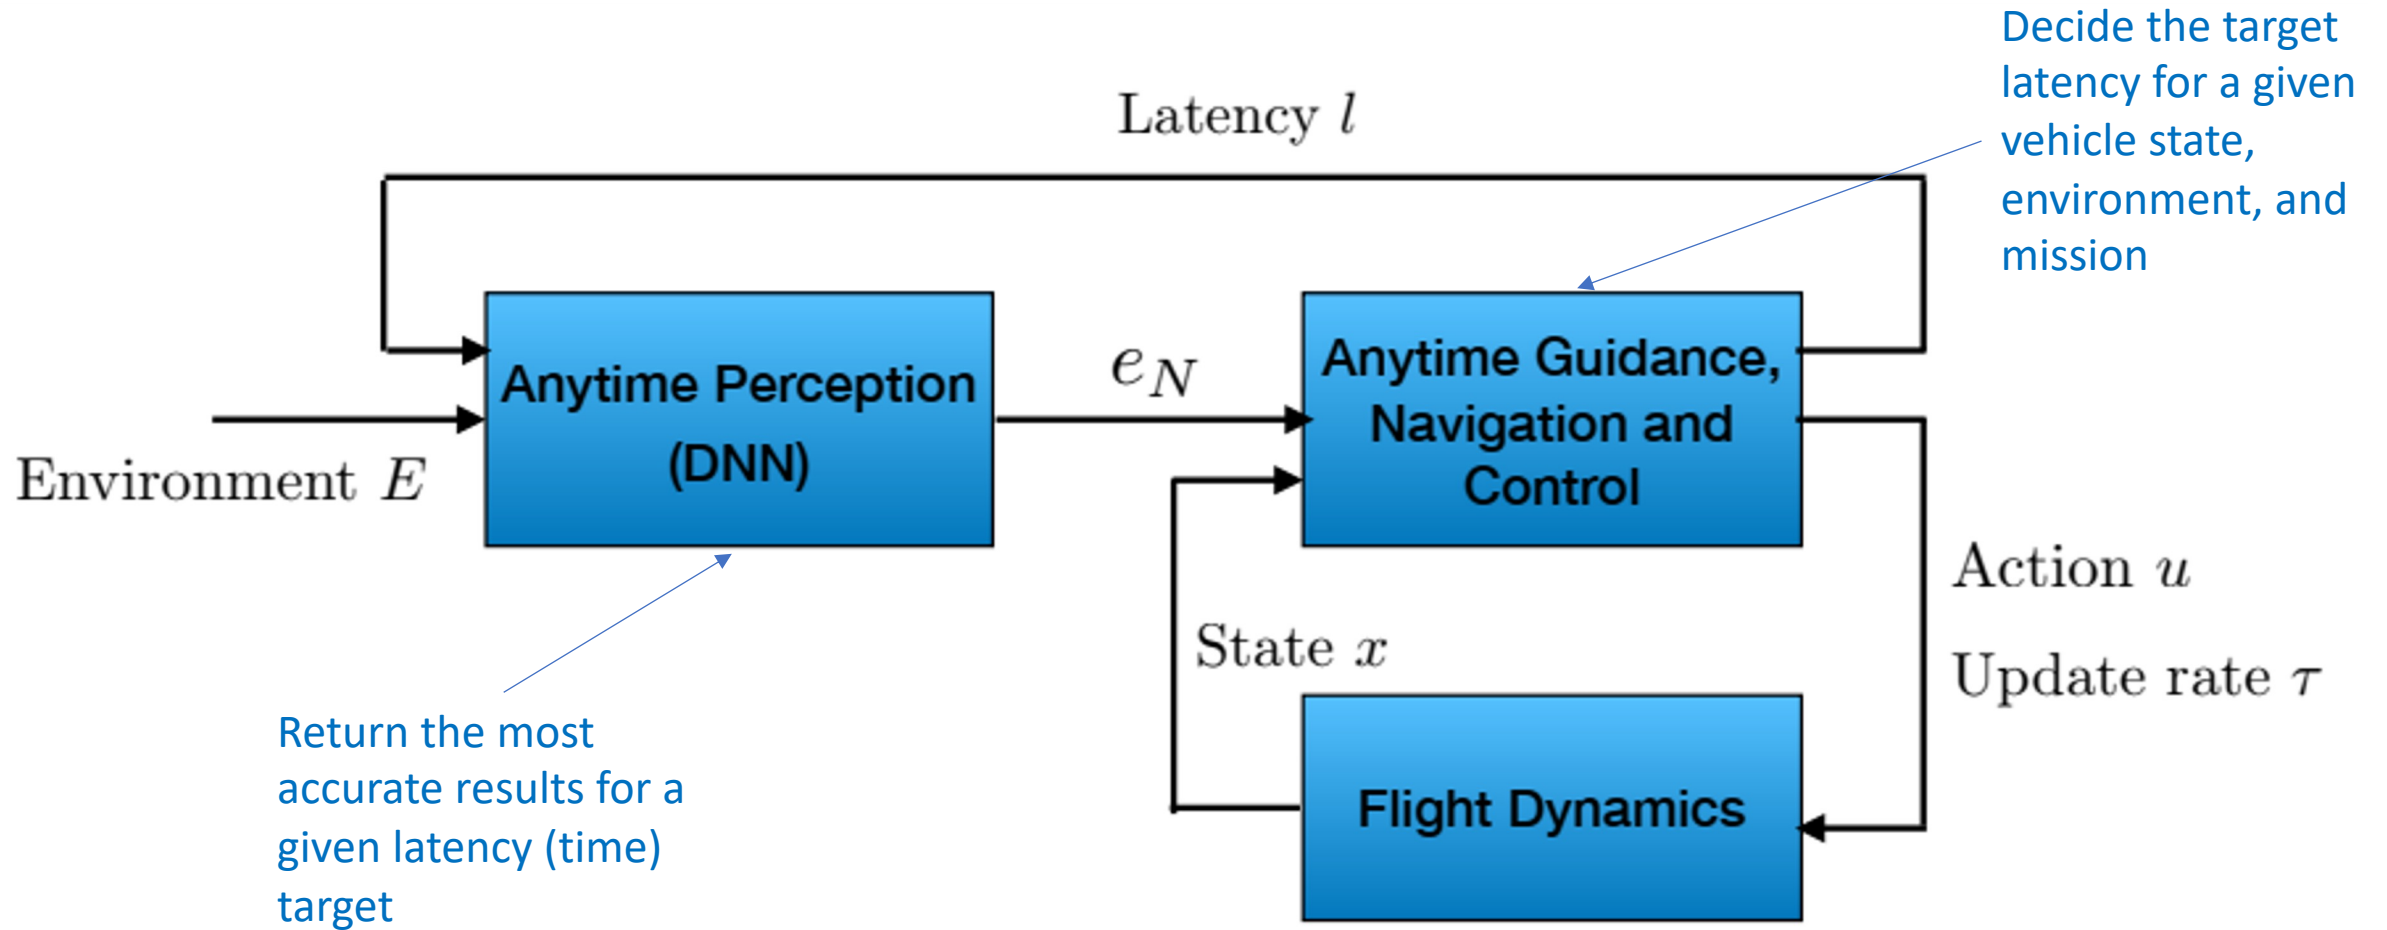 Decide the target
latency for a given
vehicle state,
environment, and
mission
Latency l
Anytime Perception
(DNN)
e_N
Anytime Guidance,
Navigation and
Control
Environment E
Action u
Update rate τ
State x
Flight Dynamics
Return the most
accurate results for a
given latency (time)
target